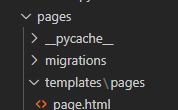 pages
__pycache__
migrations
templates\pages
page.html